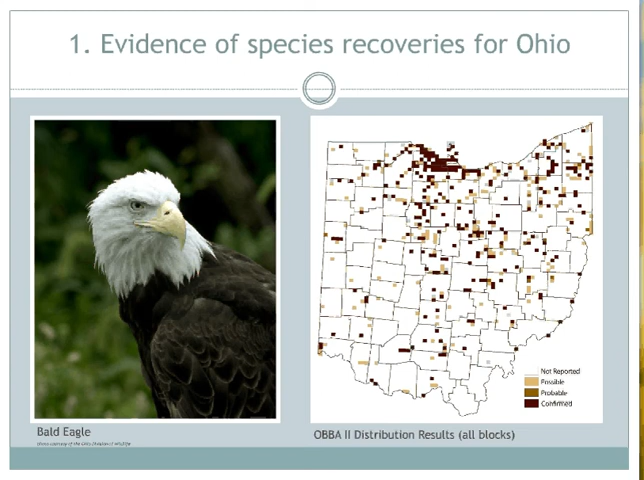 1. Evidence of species recoveries for Ohio
Not Reported
Possible
Probable
Confirmed
Bald Eagle
OBBA II Distribution Results (all blocks)